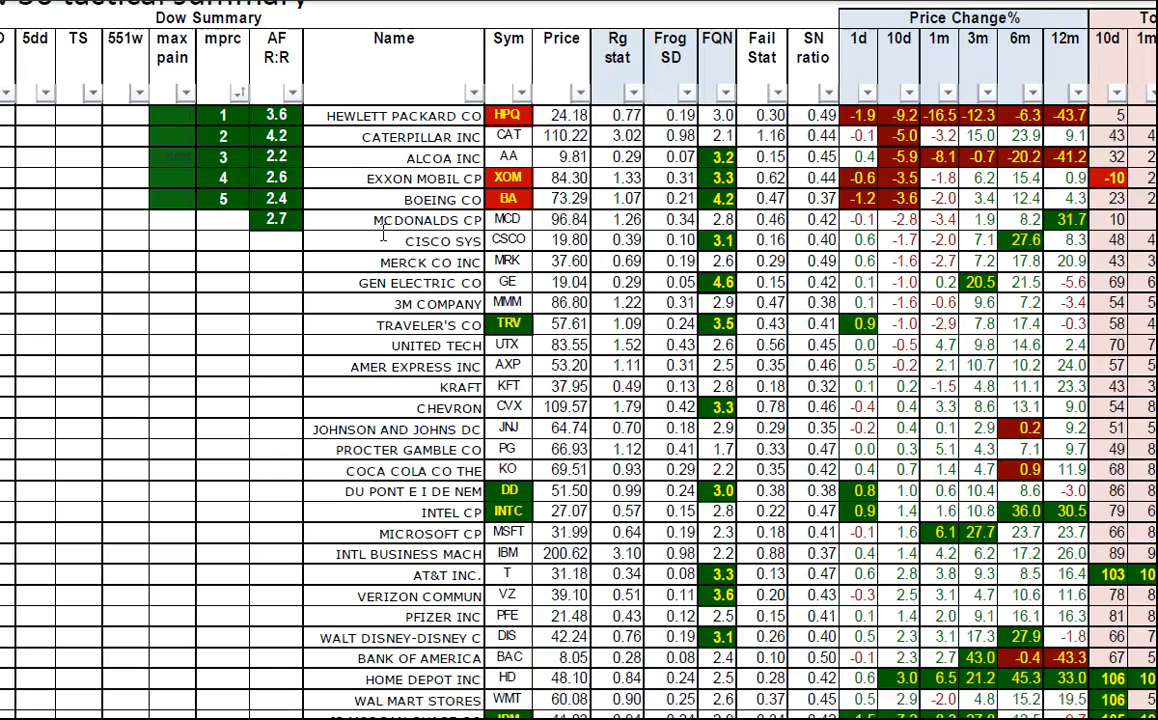 Dow Summary Price Change%
5dd TS 551w max pain mprc AF R:R Name Sym Price Rg stat Frog SD FQN Fail Stat SN ratio 1d 10d 1m 3m 6m 12m 10d 1m
1 3.6 HEWLETT PACKARD CO HPQ 24.18 0.77 0.19 3.0 0.30 0.49 -1.9 -9.2 -16.5 -12.3 -6.3 -43.7 5
2 4.2 CATERPILLAR INC CAT 110.22 3.02 0.98 2.1 1.16 0.44 -0.1 -5.0 -3.2 15.0 23.9 9.1 43
3 2.2 ALCOA INC AA 9.81 0.29 0.07 3.2 0.15 0.45 0.4 -5.9 -8.1 -0.7 -20.2 -41.2 32
4 2.6 EXXON MOBIL CP XOM 84.30 1.33 0.31 3.3 0.62 0.44 -0.6 -3.5 -1.8 6.2 15.4 0.9 -10
5 2.4 BOEING CO BA 73.29 1.07 0.21 4.2 0.47 0.37 -1.2 -3.6 -2.0 3.4 12.4 4.3 23
2.7 MCDONALDS CP MCD 96.84 1.26 0.34 2.8 0.46 0.42 -0.1 -2.8 -3.4 1.9 8.2 31.7 10
CISCO SYS CSCO 19.80 0.39 0.10 3.1 0.16 0.40 0.6 -1.7 -2.0 7.1 27.6 8.3 48
MERCK CO INC MRK 37.60 0.69 0.19 2.6 0.29 0.49 0.6 -1.6 -2.7 7.2 17.8 20.9 43
GEN ELECTRIC CO GE 19.04 0.29 0.05 4.6 0.15 0.42 0.1 -1.0 0.2 20.5 21.5 -5.6 69
3M COMPANY MMM 86.80 1.22 0.31 2.9 0.47 0.38 0.1 -1.6 -0.6 9.6 7.2 -3.4 54
TRAVELER'S CO TRV 57.61 1.09 0.24 3.5 0.43 0.41 0.9 -1.0 -2.9 7.8 17.4 -0.3 58
UNITED TECH UTX 83.55 1.52 0.43 2.6 0.56 0.45 0.0 -0.5 4.7 9.8 14.6 2.4 70
AMER EXPRESS INC AXP 53.20 1.11 0.31 2.5 0.35 0.46 0.5 -0.2 2.1 10.7 10.2 24.0 57
KRAFT KFT 37.95 0.49 0.13 2.8 0.18 0.32 0.1 0.2 -1.5 4.8 11.1 23.3 43
CHEVRON CVX 109.57 1.79 0.42 3.3 0.78 0.46 -0.4 0.4 3.3 8.6 13.1 9.0 54
JOHNSON AND JOHNS DC JNJ 64.74 0.70 0.18 2.9 0.29 0.35 -0.2 0.4 0.1 2.9 0.2 9.2 51
PROCTER GAMBLE CO PG 66.93 1.12 0.41 1.7 0.33 0.47 0.0 0.3 5.1 4.3 7.1 9.7 49
COCA COLA CO THE KO 69.51 0.93 0.29 2.2 0.35 0.42 0.4 0.7 1.4 4.7 0.9 11.9 68
DU PONT E I DE NEM DD 51.50 0.99 0.24 3.0 0.38 0.38 0.8 1.0 0.6 10.4 8.6 -3.0 86
INTEL CP INTC 27.07 0.57 0.15 2.8 0.22 0.47 0.9 1.4 1.6 10.8 36.0 30.5 79
MICROSOFT CP MSFT 31.99 0.64 0.19 2.3 0.18 0.41 -0.1 1.6 6.1 27.7 23.7 23.7 66
INTL BUSINESS MACH IBM 200.62 3.10 0.98 2.2 0.88 0.37 0.4 1.4 4.2 6.2 17.2 26.0 89
AT&T INC. T 31.18 0.34 0.08 3.3 0.13 0.47 0.6 2.8 3.8 9.3 8.5 16.4 103
VERIZON COMMUN VZ 39.10 0.51 0.11 3.6 0.20 0.43 -0.3 2.5 3.1 4.7 10.6 11.6 78
PFIZER INC PFE 21.48 0.43 0.12 2.5 0.15 0.41 0.1 1.4 2.0 9.1 16.1 16.3 81
WALT DISNEY-DISNEY C DIS 42.24 0.76 0.19 3.1 0.26 0.40 0.5 2.3 3.1 17.3 27.9 -1.8 66
BANK OF AMERICA BAC 8.05 0.28 0.08 2.4 0.10 0.50 -0.1 2.3 2.7 43.0 -0.4 -43.3 67
HOME DEPOT INC HD 48.10 0.84 0.24 2.5 0.28 0.42 0.6 3.0 6.5 21.2 45.3 33.0 106
WAL MART STORES WMT 60.08 0.90 0.25 2.6 0.37 0.45 0.5 2.9 -2.0 4.8 15.2 19.5 106